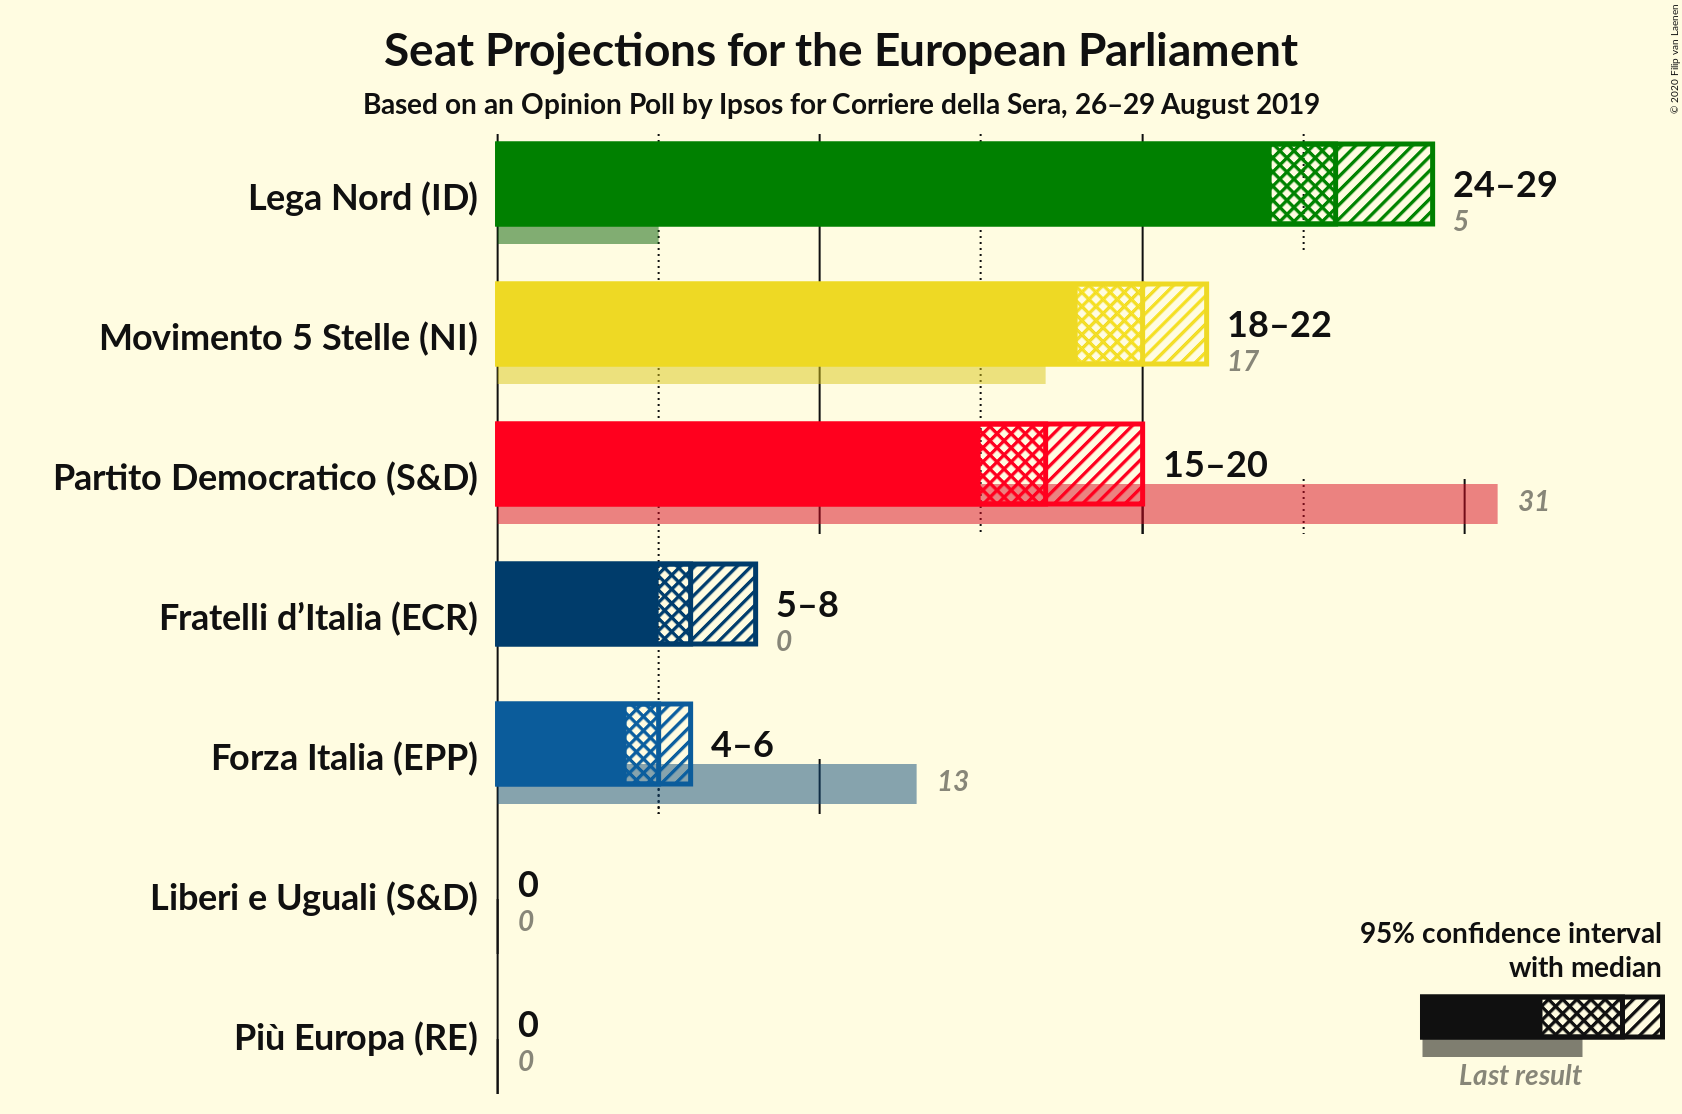 Seat Projections for the European Parliament
Based on an Opinion Poll by Ipsos for Corriere della Sera, 26–29 August 2019
© 2020 Filip van Laenen
Lega Nord (ID)
24–29
5
Movimento 5 Stelle (NI)
18–22
17
Partito Democratico (S&D)
15–20
31
Fratelli d’Italia (ECR)
5–8
0
Forza Italia (EPP)
4–6
13
Liberi e Uguali (S&D)
0
0
Più Europa (RE)
0
0
95% confidence interval
with median
Last result